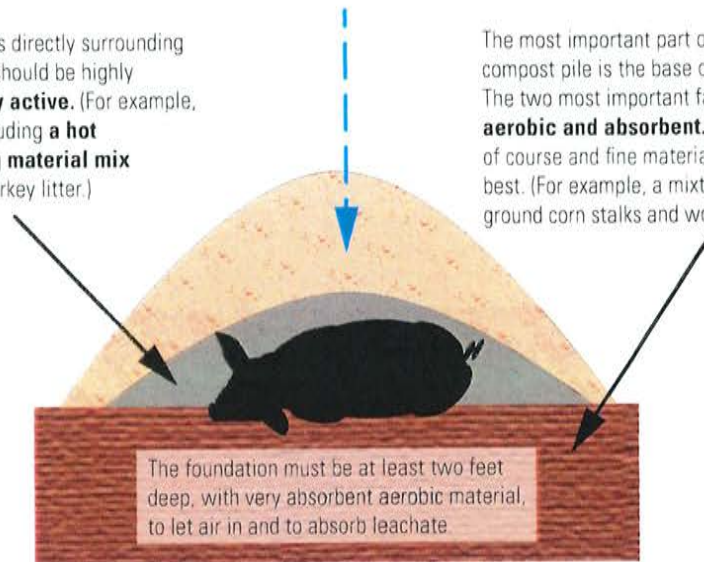 s directly surrounding
should be highly
y active. (For example,
uding a hot
material mix
rkey litter.)
The most important part o
compost pile is the base o
The two most important fa
aerobic and absorbent.
of course and fine materia
best. (For example, a mixt
ground corn stalks and wo
The foundation must be at least two feet
deep, with very absorbent aerobic material,
to let air in and to absorb leachate.